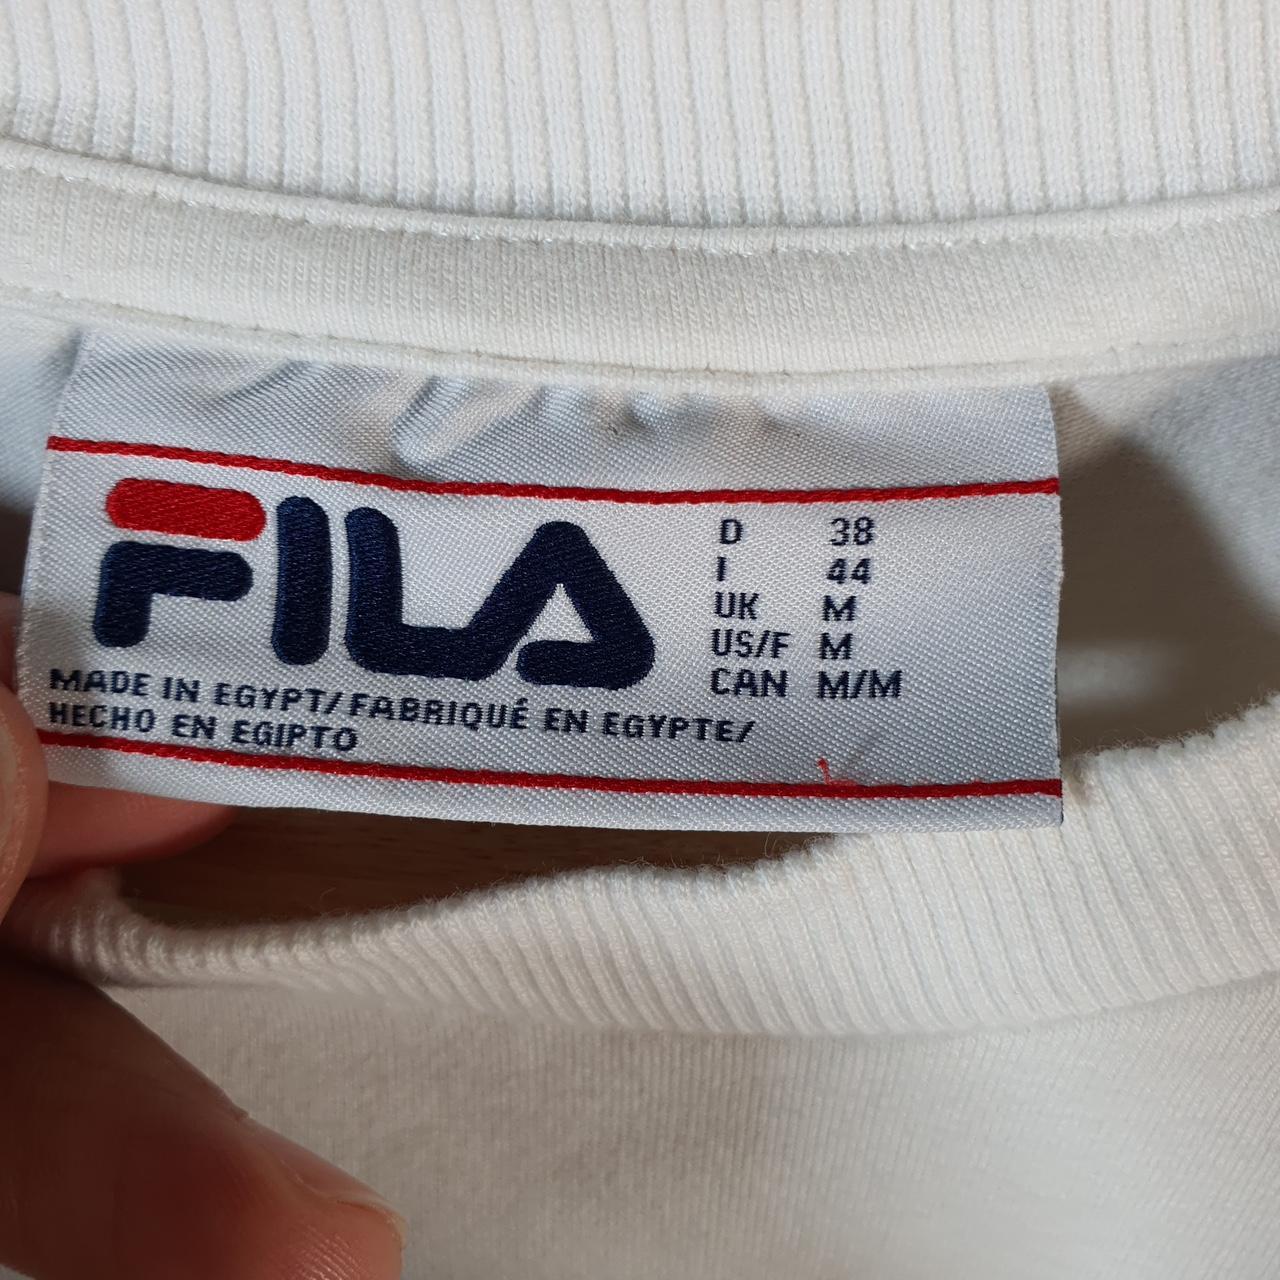 FILA
D 38
I 44
UK M
US/F M
CAN M/M
MADE IN EGYPT/FABRIQUÉ EN EGYPTE/
HECHO EN EGIPTO